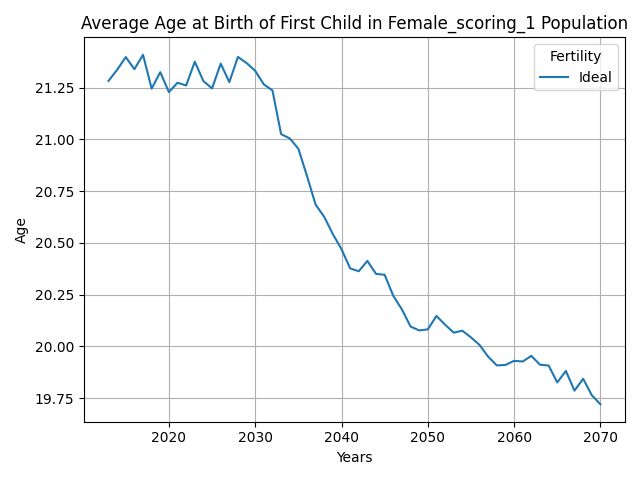 Average Age at Birth of First Child in Female_scoring_1 Population
Fertility
Ideal
21.25
21.00
20.75
20.50
20.25
20.00
19.75
Age
2020 2030 2040 2050 2060 2070
Years